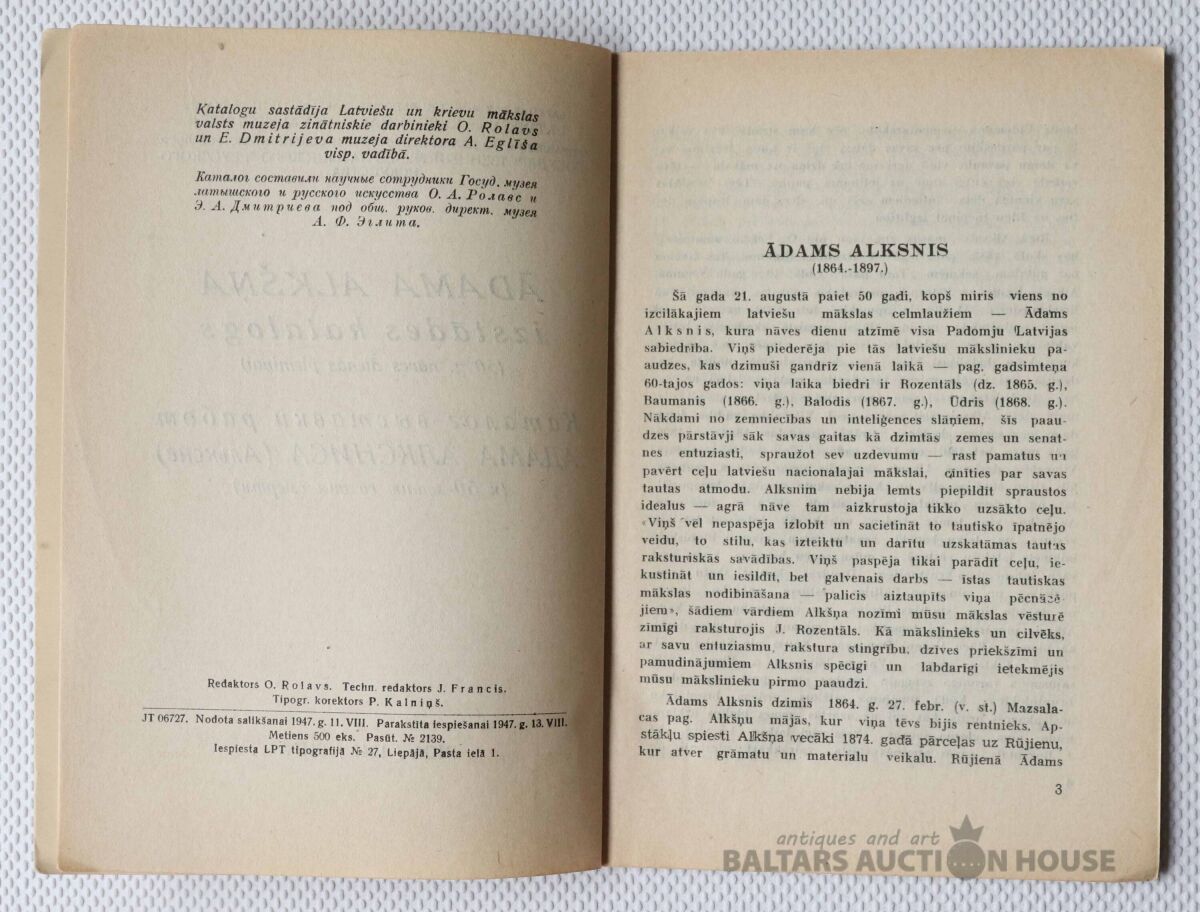 Katalogu sastādīja Latviešu un krievu mākslas
valsts muzeja zinātniskie darbinieki O. Rolavs
un E. Dmitrijeva muzeja direktora A. Eglīša
visp. vadībā.
Каталог составили научные сотрудники Госуд. музея
латышского и русского искусства О. А. Ролавс и
Э. А. Дмитриева под общ. руков. директ. музея
А. Ф. Эглита.
Redaktors O. Rolavs. Techn. redaktors J. Francis.
Tipogr. korektors P. Kalniņš.
JT 06727. Nodota salikšanai 1947. g. 11. VIII. Parakstīta iespiešanai 1947. g. 13. VIII.
Metiens 500 eks. Pasūt. № 2139.
Iespiesta LPT tipografijā № 27, Liepājā, Pasta ielā 1.
ĀDAMS ALKSNIS
(1864.-1897.)
Šā gada 21. augustā paiet 50 gadi, kopš miris viens no
izcilākajiem latviešu mākslas celmlaužiem — Ādams
Alksnis, kura nāves dienu atzīmē visa Padomju Latvijas
sabiedrība. Viņš piederēja pie tās latviešu mākslinieku pa-
audzes, kas dzimuši gandrīz vienā laikā — pag. gadsimteņa
60-tajos gados: viņa laika biedri ir Rozentāls (dz. 1865. g.),
Baumanis (1866. g.), Balodis (1867. g.), Ūdris (1868. g.).
Nākdami no zemniecības un inteliģences slāņiem, šīs paau-
dzes pārstāvji sāk savas gaitas kā dzimtās zemes un senat-
nes entuziasti, spraužot sev uzdevumu — rast pamatus un
pavērt ceļu latviešu nacionalajai mākslai, cīnīties par savas
tautas atmodu. Alksnim nebija lemts piepildīt spraustos
idealus — agrā nāve tam aizkrustoja tikko uzsākto ceļu.
«Viņš vēl nepaspēja izlobīt un sacietināt to tautisko īpatnējo
veidu, to stilu, kas izteiktu un darītu uzskatāmas tautas
raksturiskās savādības. Viņš paspēja tikai parādīt ceļu, ie-
kustināt un iesildīt, bet galvenais darbs — īstas tautiskas
mākslas nodibināšana — palicis aiztaupīts viņa pēcnācē-
jiem», šādiem vārdiem Alkšņa nozīmi mūsu mākslas vēsturē
zīmīgi raksturojis J. Rozentāls. Kā mākslinieks un cilvēks,
ar savu entuziasmu, rakstura stingrību, dzīves priekšzīmi un
pamudinājumiem Alksnis spēcīgi un labdarīgi ietekmējis
mūsu mākslinieku pirmo paaudzi.
Ādams Alksnis dzimis 1864. g. 27. febr. (v. st.) Mazsala-
cas pag. Alkšņu mājās, kur viņa tēvs bijis rentnieks. Ap-
stākļu spiesti Alkšņa vecāki 1874. gadā pārceļas uz Rūjienu,
kur atver grāmatu un materialu veikalu. Rūjienā Ādams
3
antiques and art
BALTARS AUCTION HOUSE